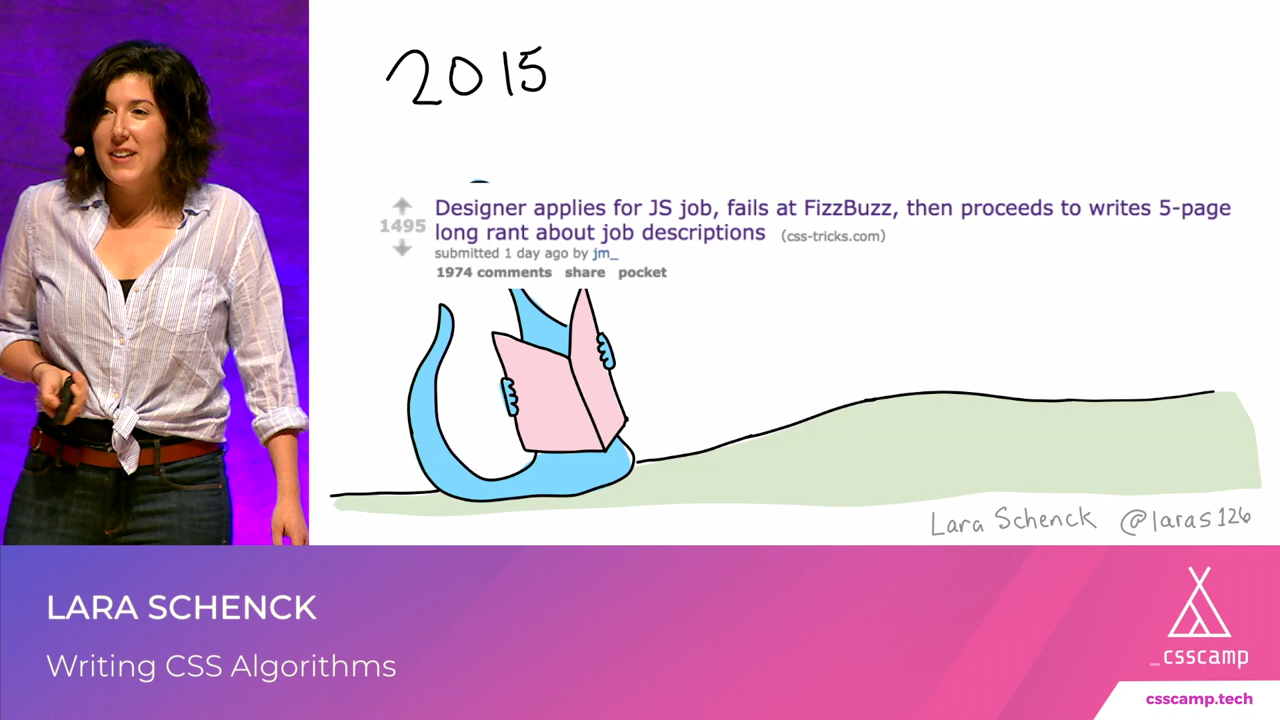 2015
1495
Designer applies for JS job, fails at FizzBuzz, then proceeds to writes 5-page
long rant about job descriptions (css-tricks.com)
submitted 1 day ago by jm_
1974 comments share pocket
Lara Schenck @laras126
LARA SCHENCK
Writing CSS Algorithms
_csscamp
csscamp.tech